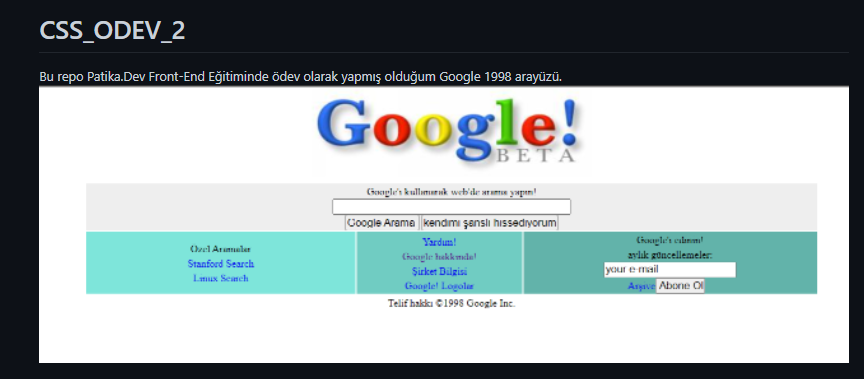 CSS_ODEV_2
Bu repo Patika.Dev Front-End Eğitiminde ödev olarak yapmış olduğum Google 1998 arayüzü.
Google!
BETA
Google'ı kullanarak web'de arama yapın!
Google Arama kendimi şanslı hissediyorum
Özel Aramalar
Stanford Search
Linux Search
Yardım!
Google hakkında!
Şirket Bilgisi
Google! Logolar
Google'ı edinin!
aylık güncellemeler:
your e-mail
Arşive Abone Ol
Telif hakkı ©1998 Google Inc.